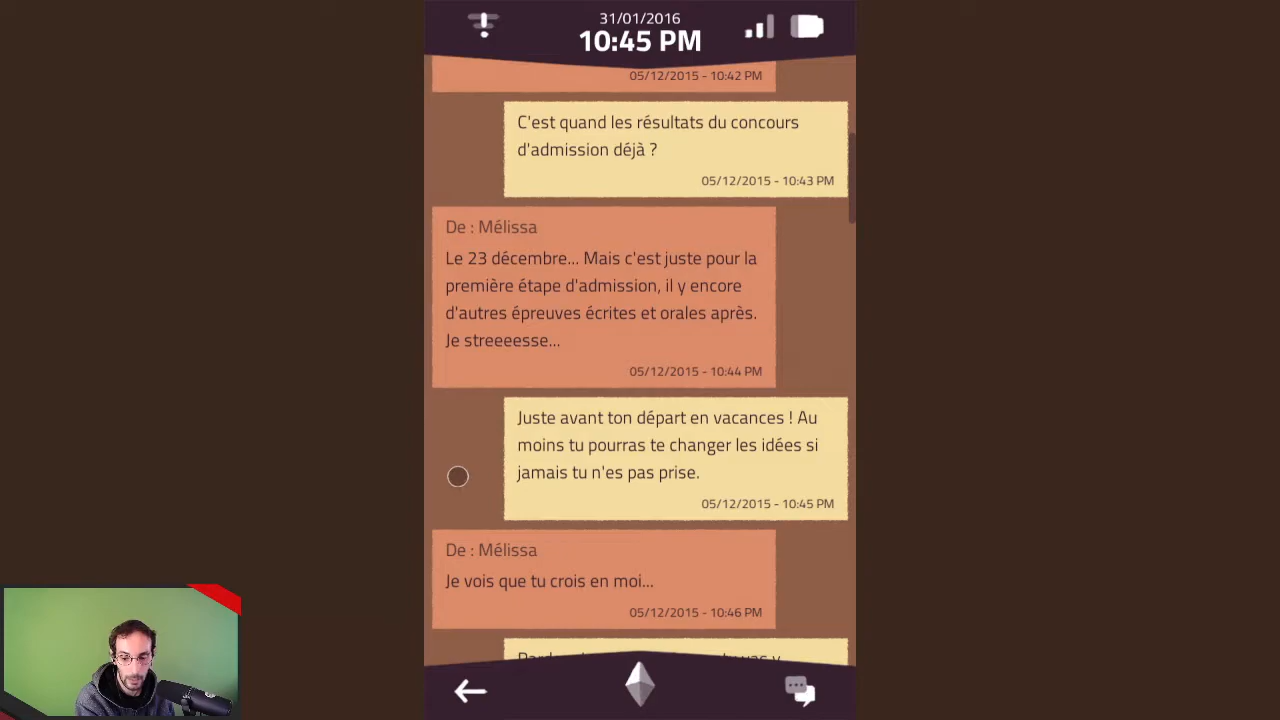 31/01/2016
10:45 PM
05/12/2015 - 10:42 PM
C'est quand les résultats du concours
d'admission déjà ?
05/12/2015 - 10:43 PM
De : Mélissa
Le 23 décembre... Mais c'est juste pour la
première étape d'admission, il y encore
d'autres épreuves écrites et orales après.
Je streeeesse...
05/12/2015 - 10:44 PM
Juste avant ton départ en vacances ! Au
moins tu pourras te changer les idées si
jamais tu n'es pas prise.
05/12/2015 - 10:45 PM
De : Mélissa
Je vois que tu crois en moi...
05/12/2015 - 10:46 PM